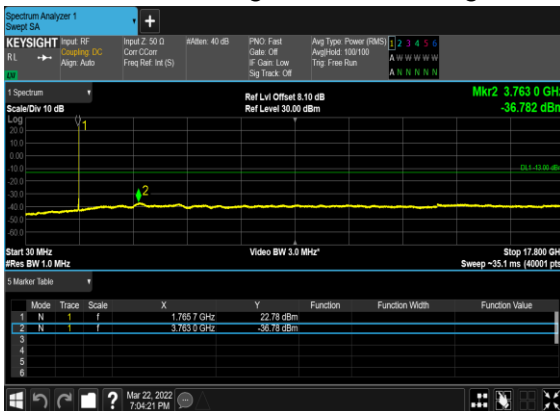 Spectrum Analyzer 1
Swept SA
KEYSIGHT Input: RF Input Z: 50 Ω #Atten: 40 dB PNO: Fast Avg Type: Power (RMS) 1 2 3 4 5 6
RL Coupling: DC Corr CCorr Gate: Off Avg|Hold: 100/100 A W W W W W
Align: Auto Freq Ref: Int (S) IF Gain: Low Trig: Free Run
LV Sig Track: Off A N N N N N
1 Spectrum Ref Lvl Offset 8.10 dB Mkr2 3.763 0 GHz
Scale/Div 10 dB Ref Level 30.00 dBm -36.782 dBm
Log
1
20.0
10.0
0.00
-10.0
DL1 -13.00 dBm
-20.0
-30.0
2
-40.0
-50.0
-60.0
Start 30 MHz Video BW 3.0 MHz* Stop 17.800 GHz
#Res BW 1.0 MHz Sweep ~35.1 ms (40001 pts)
5 Marker Table
Mode Trace Scale X Y Function Function Width Function Value
1 N 1 f 1.765 7 GHz 22.78 dBm
2 N 1 f 3.763 0 GHz -36.78 dBm
3
4
5
6
? Mar 22, 2022
7:04:21 PM